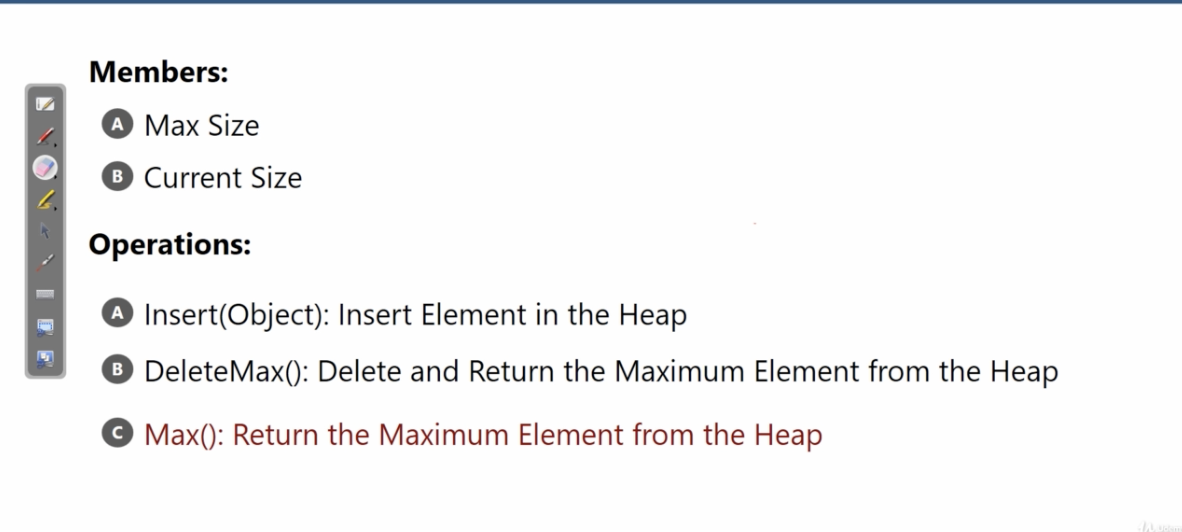 Members:
A Max Size
B Current Size
Operations:
A Insert(Object): Insert Element in the Heap
B DeleteMax(): Delete and Return the Maximum Element from the Heap
C Max(): Return the Maximum Element from the Heap